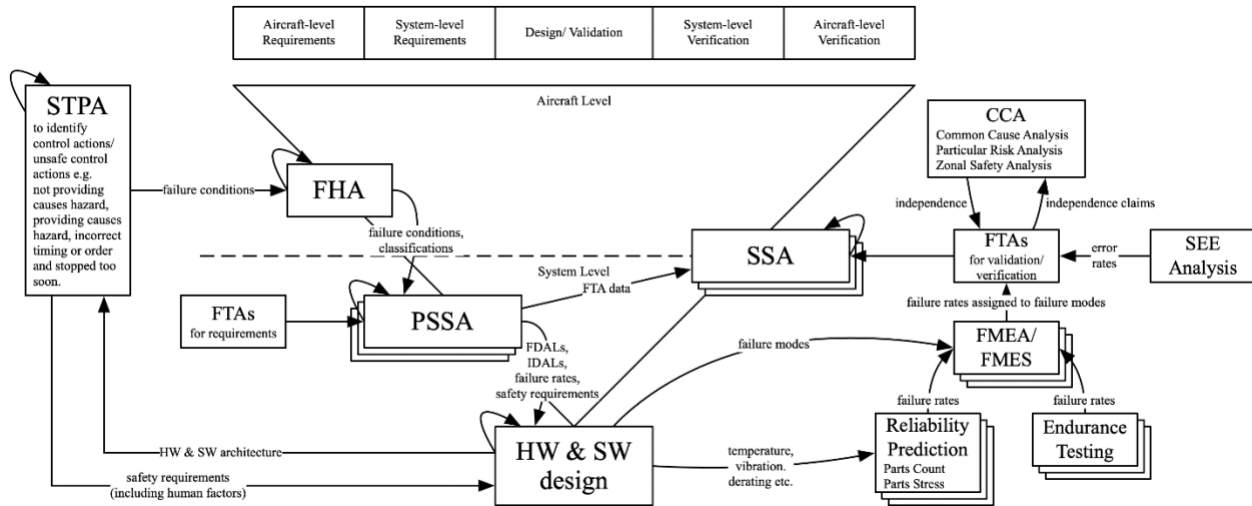 Aircraft-level
Requirements
System-level
Requirements
Design/ Validation
System-level
Verification
Aircraft-level
Verification
STPA
to identify
control actions/
unsafe control
actions e.g.
not providing
causes hazard,
providing causes
hazard, incorrect
timing or order
and stopped too
soon.
Aircraft Level
failure conditions
FHA
failure conditions,
classifications
CCA
Common Cause Analysis
Particular Risk Analysis
Zonal Safety Analysis
independence
independence claims
SSA
FTAs
for validation/
verification
error
rates
SEE
Analysis
System Level
FTA data
FTAs
for requirements
PSSA
failure rates assigned to failure modes
FDALs,
IDALs,
failure rates,
safety requirements
failure modes
FMEA/
FMES
failure rates
failure rates
HW & SW
design
HW & SW architecture
safety requirements
(including human factors)
temperature,
vibration.
derating etc.
Reliability
Prediction
Parts Count
Parts Stress
Endurance
Testing